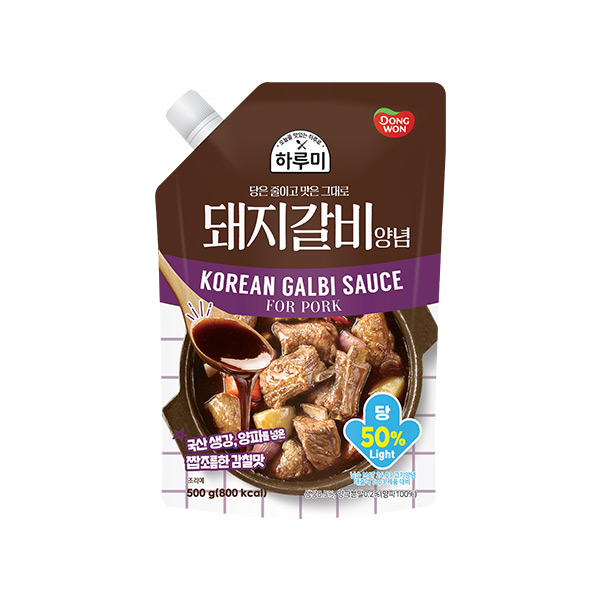 DONG
WON
오늘을 맛있는 하루로
하루미
당은 줄이고 맛은 그대로
돼지갈비양념
KOREAN GALBI SAUCE
FOR PORK
당
50%
Light
국산 생강, 양파를 넣은
짭조름한 감칠맛
조리예
500 g(800 kcal)